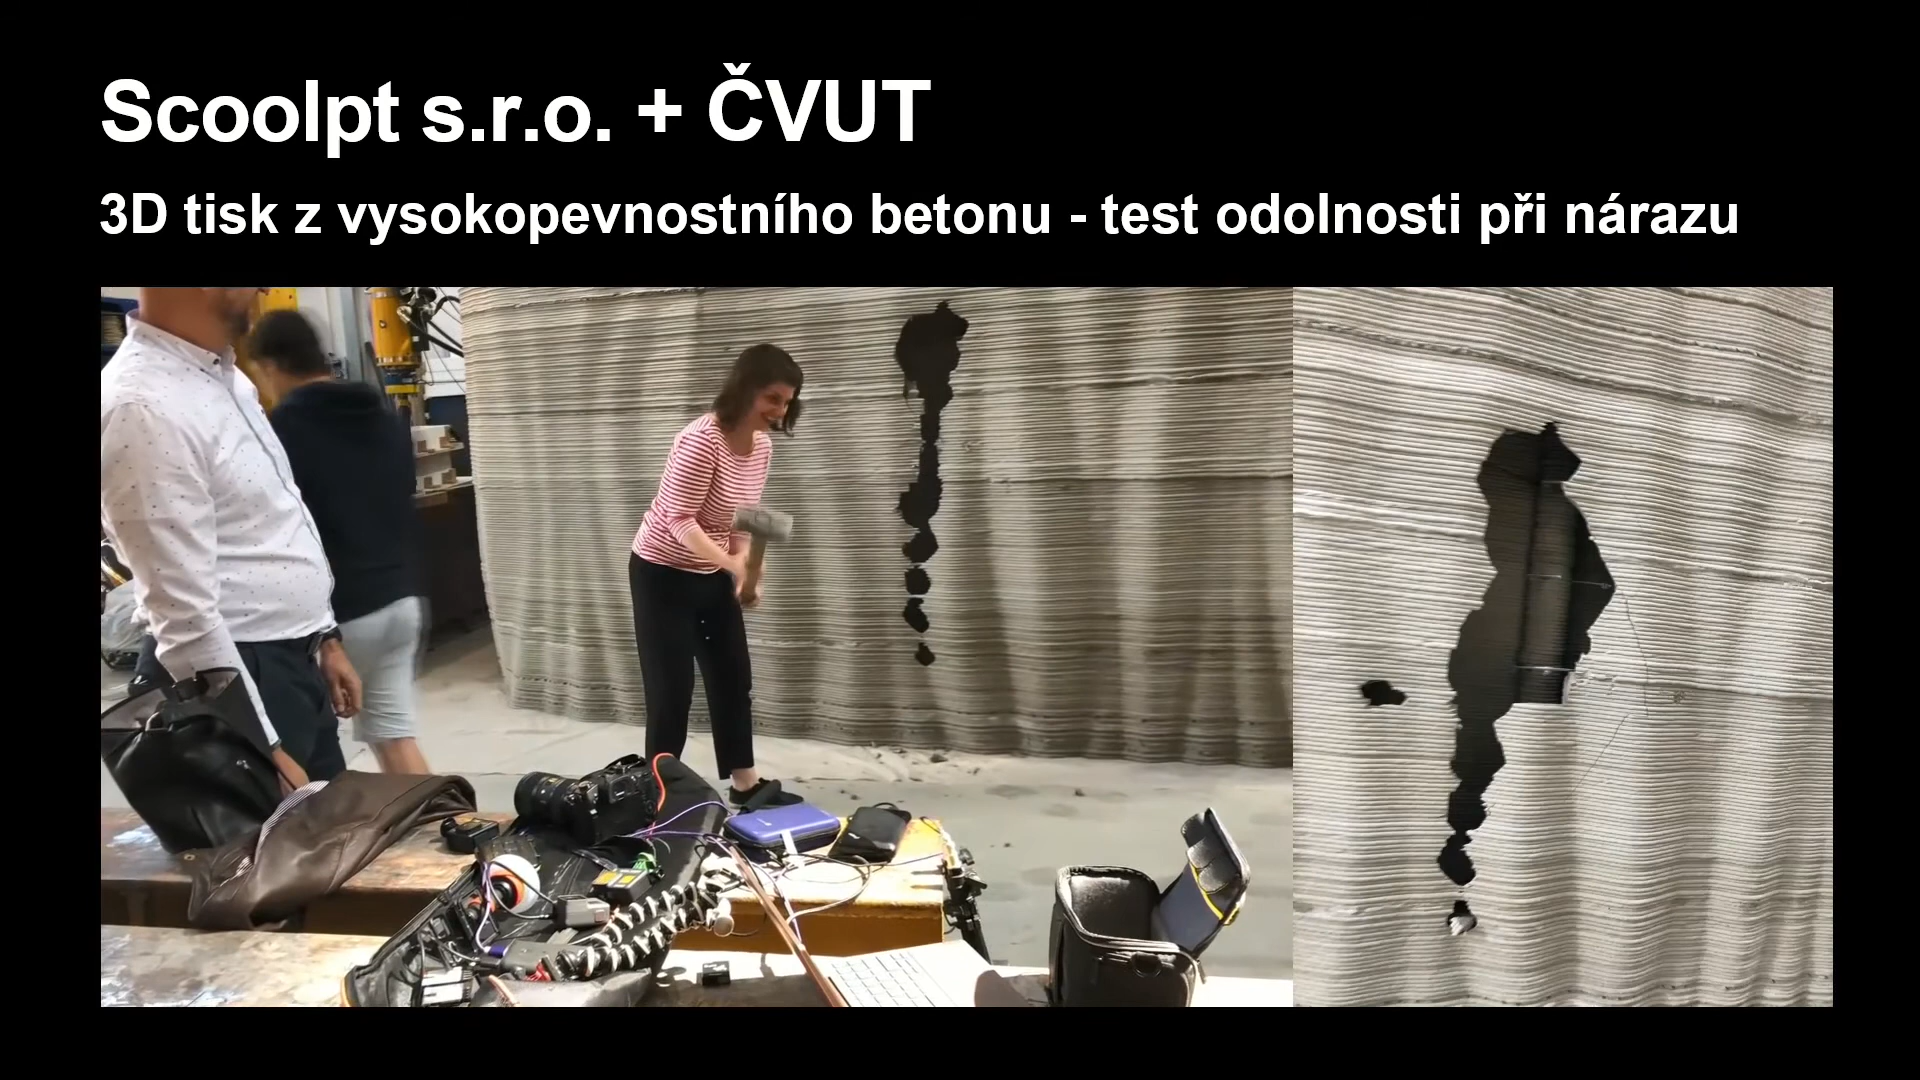 Scoolpt s.r.o. + ČVUT
3D tisk z vysokopevnostního betonu - test odolnosti při nárazu